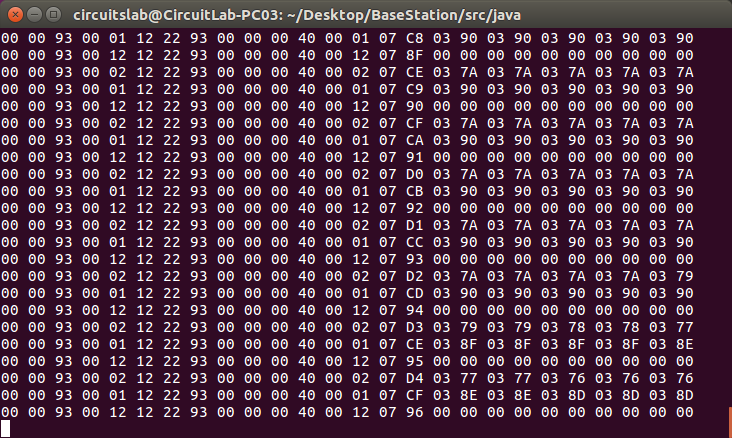 circuitslab@CircuitLab-PC03: ~/Desktop/BaseStation/src/java
00 00 93 00 01 12 22 93 00 00 00 40 00 01 07 C8 03 90 03 90 03 90 03 90 03 90
00 00 93 00 12 12 22 93 00 00 00 40 00 12 07 8F 00 00 00 00 00 00 00 00 00 00
00 00 93 00 02 12 22 93 00 00 00 40 00 02 07 CE 03 7A 03 7A 03 7A 03 7A 03 7A
00 00 93 00 01 12 22 93 00 00 00 40 00 01 07 C9 03 90 03 90 03 90 03 90 03 90
00 00 93 00 12 12 22 93 00 00 00 40 00 12 07 90 00 00 00 00 00 00 00 00 00 00
00 00 93 00 02 12 22 93 00 00 00 40 00 02 07 CF 03 7A 03 7A 03 7A 03 7A 03 7A
00 00 93 00 01 12 22 93 00 00 00 40 00 01 07 CA 03 90 03 90 03 90 03 90 03 90
00 00 93 00 12 12 22 93 00 00 00 40 00 12 07 91 00 00 00 00 00 00 00 00 00 00
00 00 93 00 02 12 22 93 00 00 00 40 00 02 07 D0 03 7A 03 7A 03 7A 03 7A 03 7A
00 00 93 00 01 12 22 93 00 00 00 40 00 01 07 CB 03 90 03 90 03 90 03 90 03 90
00 00 93 00 12 12 22 93 00 00 00 40 00 12 07 92 00 00 00 00 00 00 00 00 00 00
00 00 93 00 02 12 22 93 00 00 00 40 00 02 07 D1 03 7A 03 7A 03 7A 03 7A 03 7A
00 00 93 00 01 12 22 93 00 00 00 40 00 01 07 CC 03 90 03 90 03 90 03 90 03 90
00 00 93 00 12 12 22 93 00 00 00 40 00 12 07 93 00 00 00 00 00 00 00 00 00 00
00 00 93 00 02 12 22 93 00 00 00 40 00 02 07 D2 03 7A 03 7A 03 7A 03 7A 03 79
00 00 93 00 01 12 22 93 00 00 00 40 00 01 07 CD 03 90 03 90 03 90 03 90 03 90
00 00 93 00 12 12 22 93 00 00 00 40 00 12 07 94 00 00 00 00 00 00 00 00 00 00
00 00 93 00 02 12 22 93 00 00 00 40 00 02 07 D3 03 79 03 79 03 78 03 78 03 77
00 00 93 00 01 12 22 93 00 00 00 40 00 01 07 CE 03 8F 03 8F 03 8F 03 8F 03 8E
00 00 93 00 12 12 22 93 00 00 00 40 00 12 07 95 00 00 00 00 00 00 00 00 00 00
00 00 93 00 02 12 22 93 00 00 00 40 00 02 07 D4 03 77 03 77 03 76 03 76 03 76
00 00 93 00 01 12 22 93 00 00 00 40 00 01 07 CF 03 8E 03 8E 03 8D 03 8D 03 8D
00 00 93 00 12 12 22 93 00 00 00 40 00 12 07 96 00 00 00 00 00 00 00 00 00 00